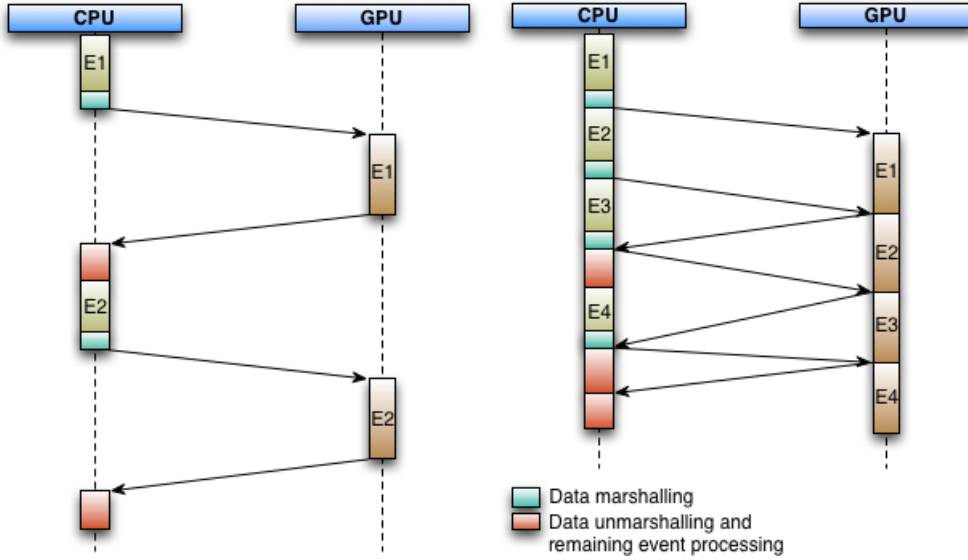 CPU
GPU
E1
E1
E2
E2
CPU
GPU
E1
E2
E3
E4
E1
E2
E3
E4
Data marshalling
Data unmarshalling and
remaining event processing